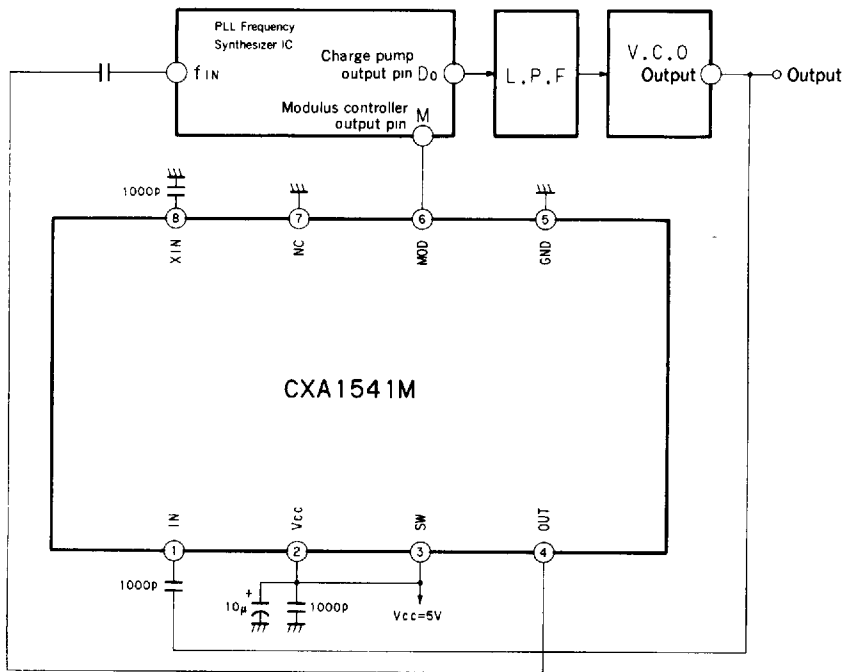 PLL Frequency
Synthesizer IC
Charge pump
output pin Do
fIN
Modulus controller M
output pin
L.P.F
V.C.O
Output
Output
1000P
8
7
6
5
XIN
NC
MOD
GND
CXA1541M
IN
Vcc
SW
OUT
1
2
3
4
1000P
+
10μ
1000P
Vcc=5V